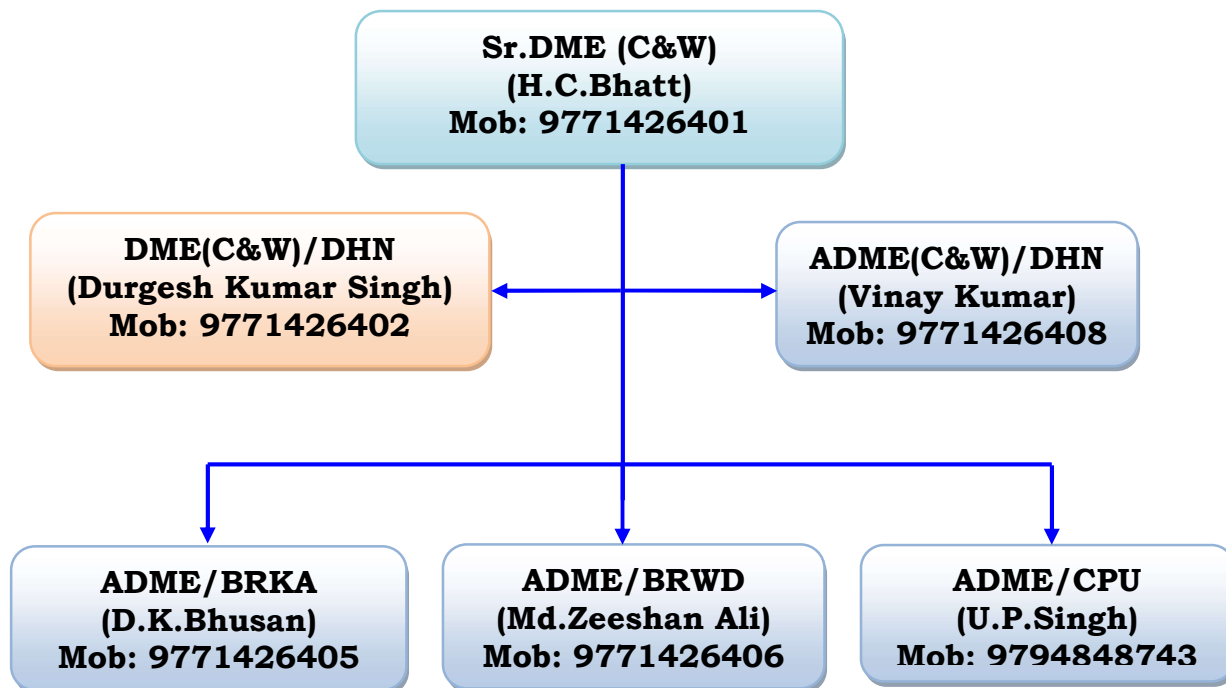 Sr.DME (C&W)
(H.C.Bhatt)
Mob: 9771426401
DME(C&W)/DHN
(Durgesh Kumar Singh)
Mob: 9771426402
ADME(C&W)/DHN
(Vinay Kumar)
Mob: 9771426408
ADME/BRKA
(D.K.Bhusan)
Mob: 9771426405
ADME/BRWD
(Md.Zeeshan Ali)
Mob: 9771426406
ADME/CPU
(U.P.Singh)
Mob: 9794848743